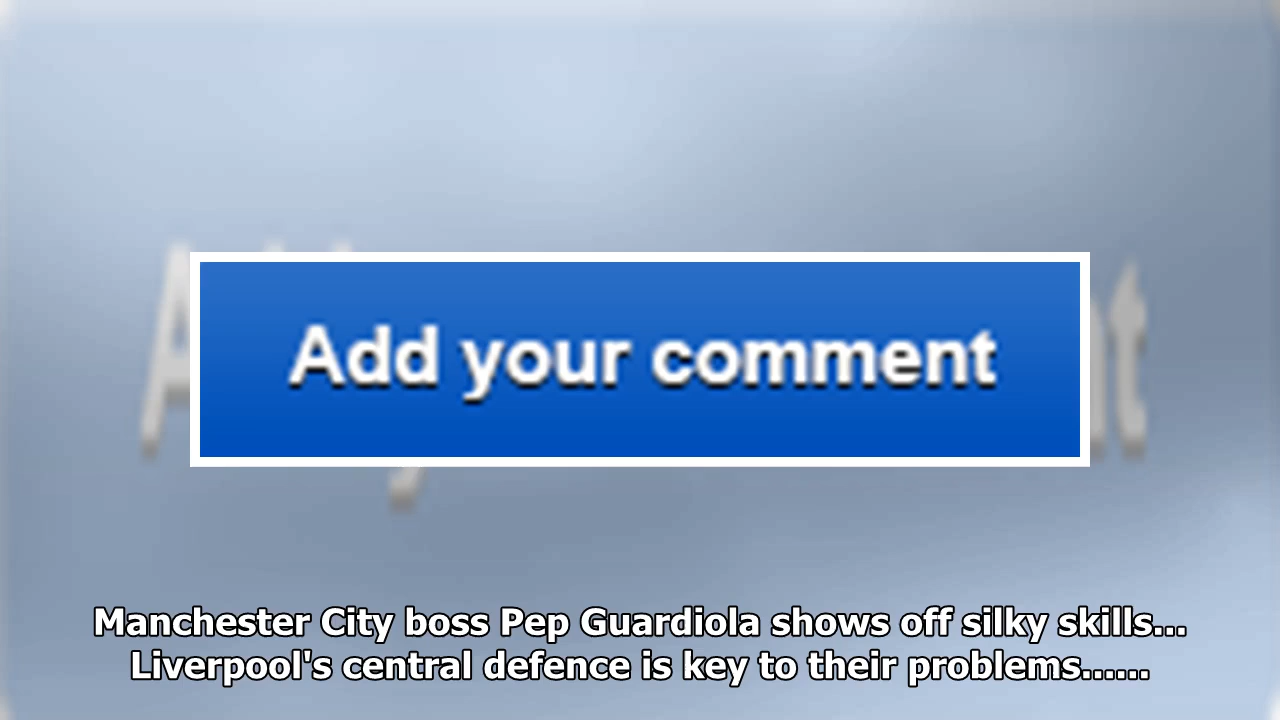 Add your comment
Manchester City boss Pep Guardiola shows off silky skills...
Liverpool's central defence is key to their problems......